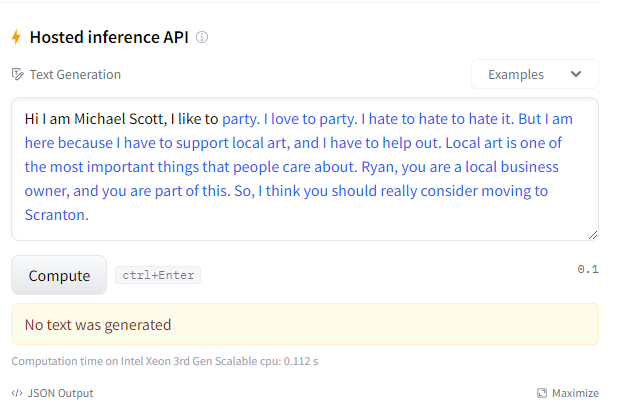 Hosted inference API
Text Generation
Examples
Hi I am Michael Scott, I like to party. I love to party. I hate to hate to hate it. But I am
here because I have to support local art, and I have to help out. Local art is one of
the most important things that people care about. Ryan, you are a local business
owner, and you are part of this. So, I think you should really consider moving to
Scranton.
Compute
ctrl+Enter
0.1
No text was generated
Computation time on Intel Xeon 3rd Gen Scalable cpu: 0.112 s
</> JSON Output
Maximize